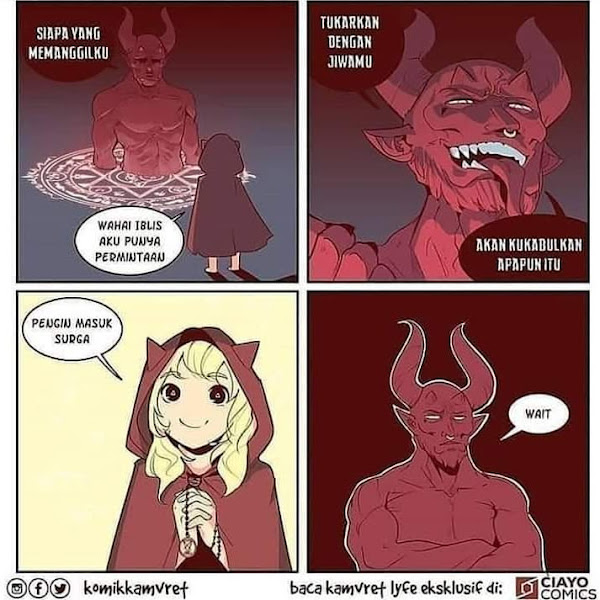 SIAPA YANG
MEMANGGILKU
WAHAI IBLIS
AKU PUNYA
PERMINTAAN
TUKARKAN
DENGAN
JIWAMU
AKAN KUKABULKAN
APAPUN ITU
PENGIN MASUK
SURGA
WAIT
komikkamvret
baca kamvret lyfe eksklusif di:
CIAYO
COMICS